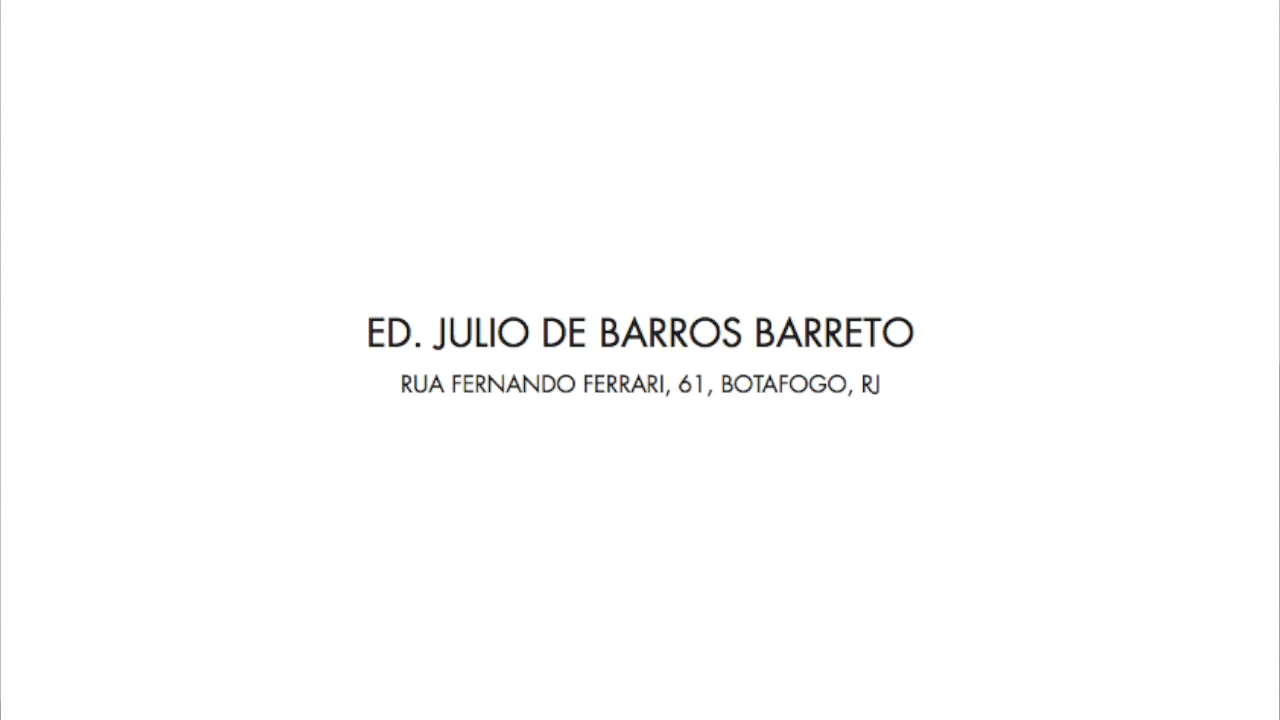 ED. JULIO DE BARROS BARRETO
RUA FERNANDO FERRARI, 61, BOTAFOGO, RJ